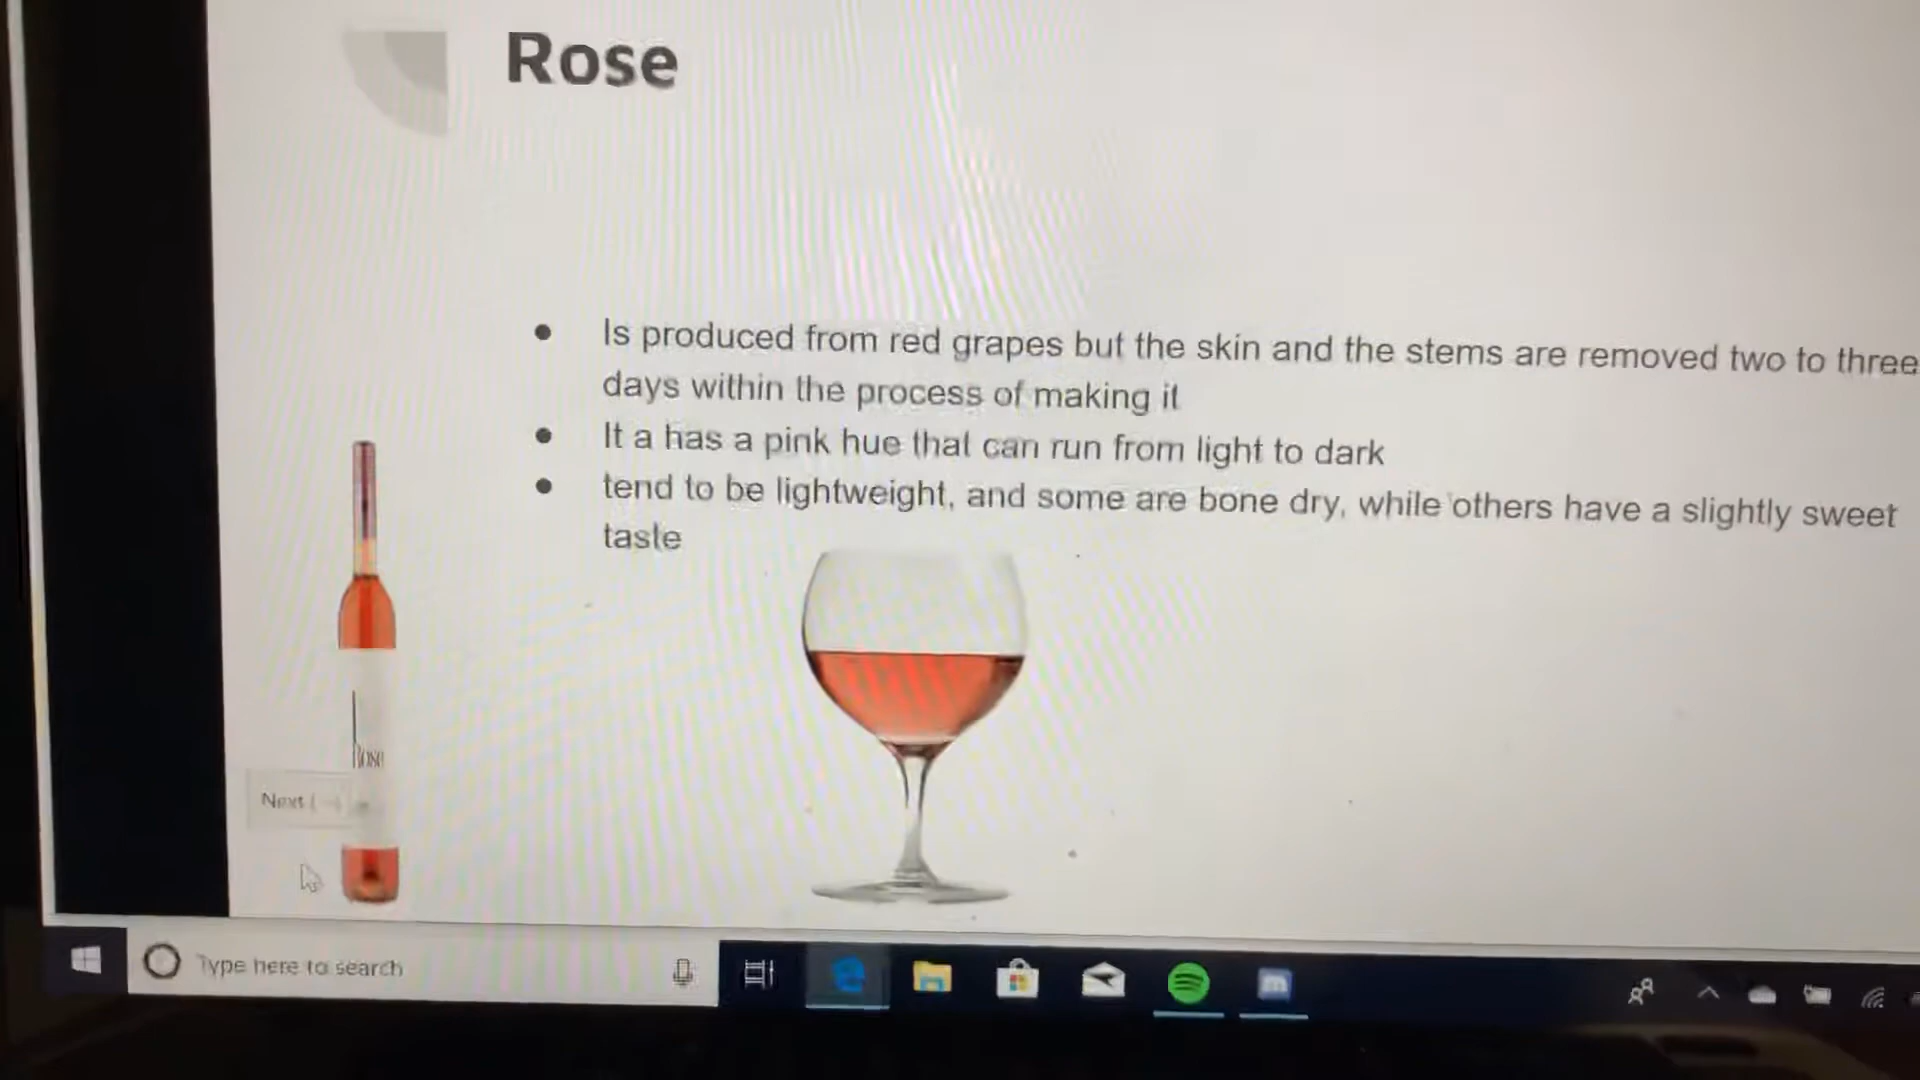 Rose
Is produced from red grapes but the skin and the stems are removed two to three
days within the process of making it
It a has a pink hue that can run from light to dark
tend to be lightweight, and some are bone dry, while others have a slightly sweet
taste
Rose
Next
Type here to search